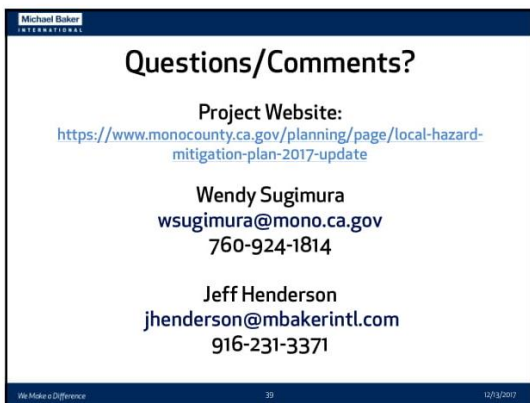 Michael Baker
INTERNATIONAL
Questions/Comments?
Project Website:
https://www.monocounty.ca.gov/planning/page/local-hazard-
mitigation-plan-2017-update
Wendy Sugimura
wsugimura@mono.ca.gov
760-924-1814
Jeff Henderson
jhenderson@mbakerintl.com
916-231-3371
We Make a Difference
39
12/13/2017